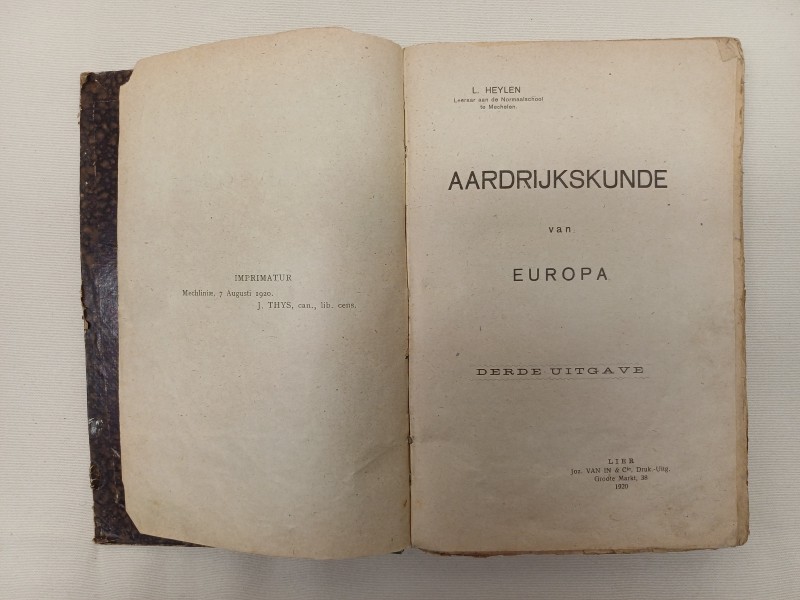 IMPRIMATUR
Mechliniæ, 7 Augusti 1920.
J. THYS, can., lib. cens.
L. HEYLEN
Leeraar aan de Normaalschool
te Mechelen.
AARDRIJKSKUNDE
van
EUROPA
DERDE UITGAVE
LIER
Joz. VAN IN & Cie, Druk.-Uitg.
Groote Markt, 38
1920